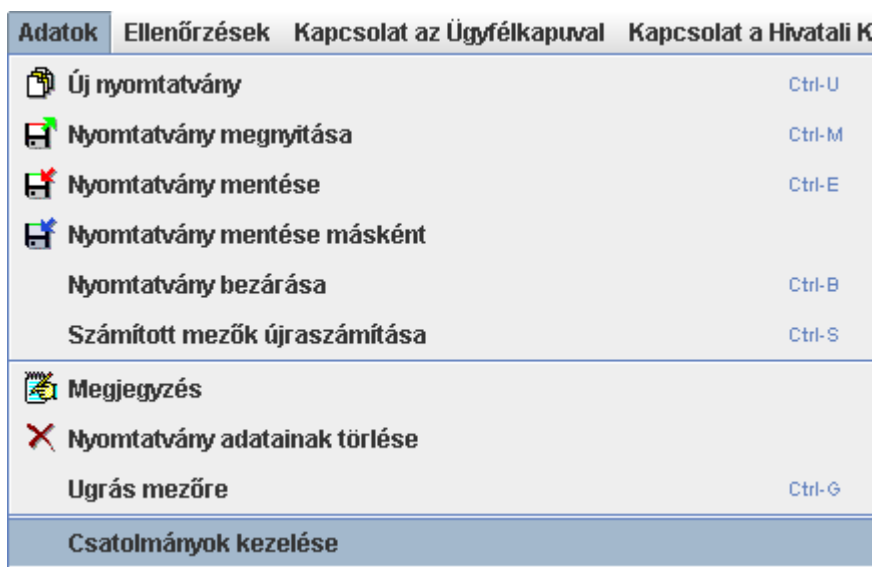 Adatok Ellenőrzések Kapcsolat az Ügyfélkapuval Kapcsolat a Hivatali K
Új nyomtatvány Ctrl-U
Nyomtatvány megnyitása Ctrl-M
Nyomtatvány mentése Ctrl-E
Nyomtatvány mentése másként
Nyomtatvány bezárása Ctrl-B
Számított mezők újraszámítása Ctrl-S
Megjegyzés
Nyomtatvány adatainak törlése
Ugrás mezőre Ctrl-G
Csatolmányok kezelése